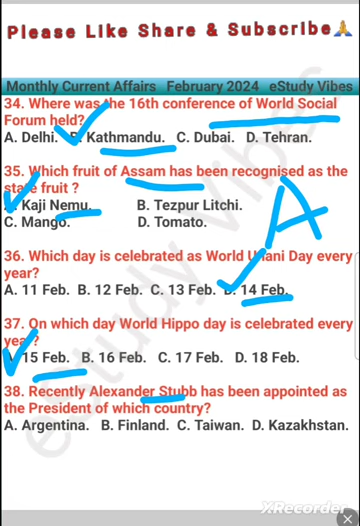 Please Like Share & Subscribe🙏
Monthly Current Affairs February 2024 eStudy Vibes
34. Where was the 16th conference of World Social
Forum held?
A. Delhi. B. Kathmandu. C. Dubai. D. Tehran.
35. Which fruit of Assam has been recognised as the
state fruit ?
A. Kaji Nemu. B. Tezpur Litchi.
C. Mango. D. Tomato.
A
36. Which day is celebrated as World Unani Day every
year?
A. 11 Feb. B. 12 Feb. C. 13 Feb. D. 14 Feb.
37. On which day World Hippo day is celebrated every
year?
A. 15 Feb. B. 16 Feb. C. 17 Feb. D. 18 Feb.
38. Recently Alexander Stubb has been appointed as
the President of which country?
A. Argentina. B. Finland. C. Taiwan. D. Kazakhstan.
eStudy Vibes
XRecorder